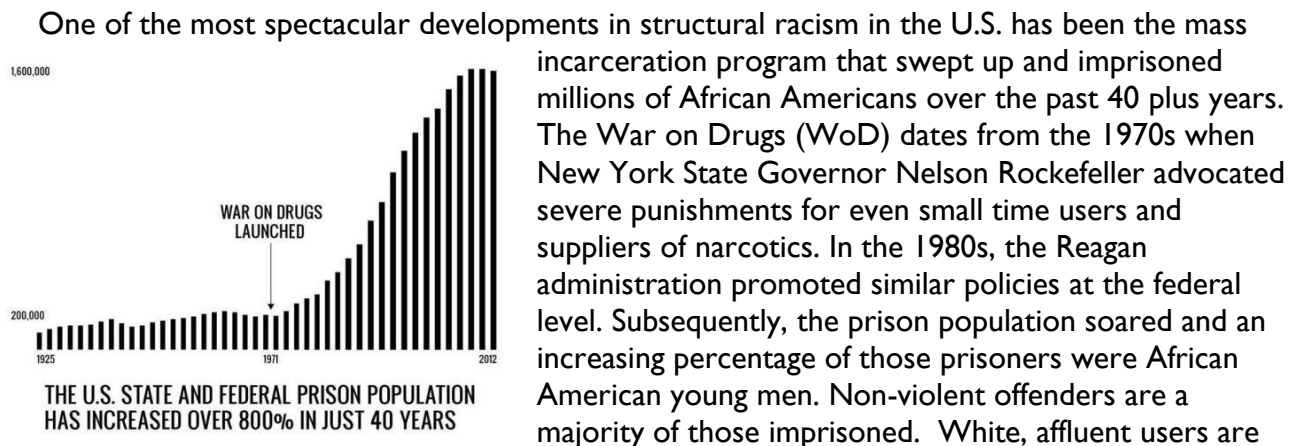 One of the most spectacular developments in structural racism in the U.S. has been the mass
incarceration program that swept up and imprisoned
millions of African Americans over the past 40 plus years.
The War on Drugs (WoD) dates from the 1970s when
New York State Governor Nelson Rockefeller advocated
severe punishments for even small time users and
suppliers of narcotics. In the 1980s, the Reagan
administration promoted similar policies at the federal
level. Subsequently, the prison population soared and an
increasing percentage of those prisoners were African
American young men. Non-violent offenders are a
majority of those imprisoned. White, affluent users are
1,600,000
WAR ON DRUGS
LAUNCHED
200,000
1925 1971 2012
THE U.S. STATE AND FEDERAL PRISON POPULATION
HAS INCREASED OVER 800% IN JUST 40 YEARS